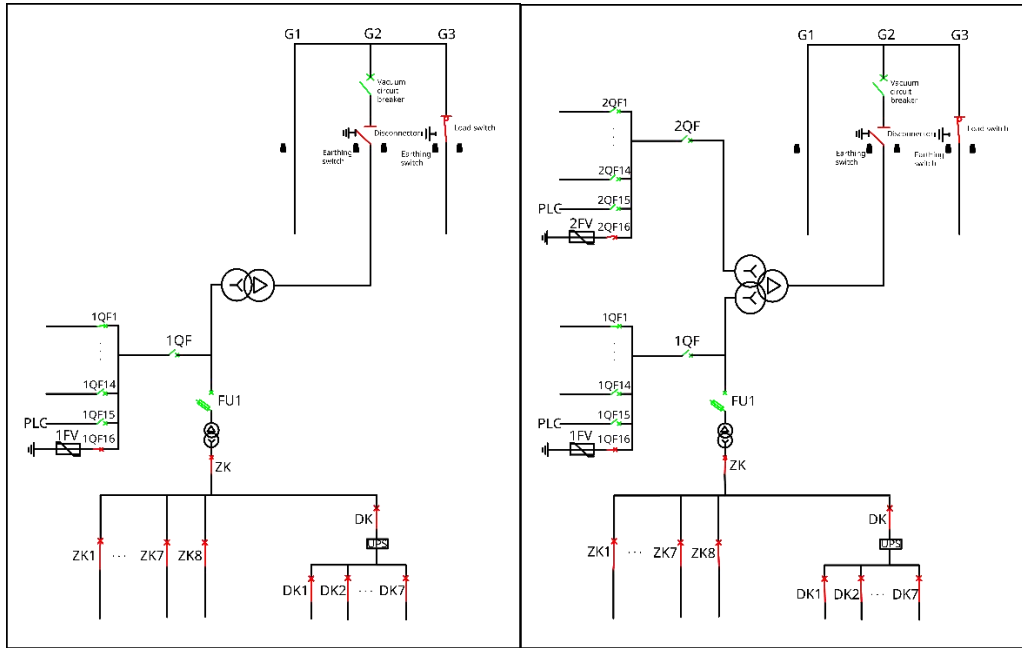 G1 G2 G3
Vacuum
circuit
breaker
Disconnector
Load switch
Earthing
switch
Earthing
switch
1QF1
1QF
1QF14
FU1
PLC
1QF15
1FV
1QF16
ZK
DK
UPS
ZK1 ··· ZK7 ZK8
DK1 DK2 ··· DK7
G1 G2 G3
Vacuum
circuit
breaker
2QF1
2QF
Disconnector
Load switch
Earthing
switch
Earthing
switch
2QF14
PLC
2QF15
2FV
2QF16
1QF1
1QF
1QF14
FU1
PLC
1QF15
1FV
1QF16
ZK
DK
UPS
ZK1 ··· ZK7 ZK8
DK1 DK2 ··· DK7